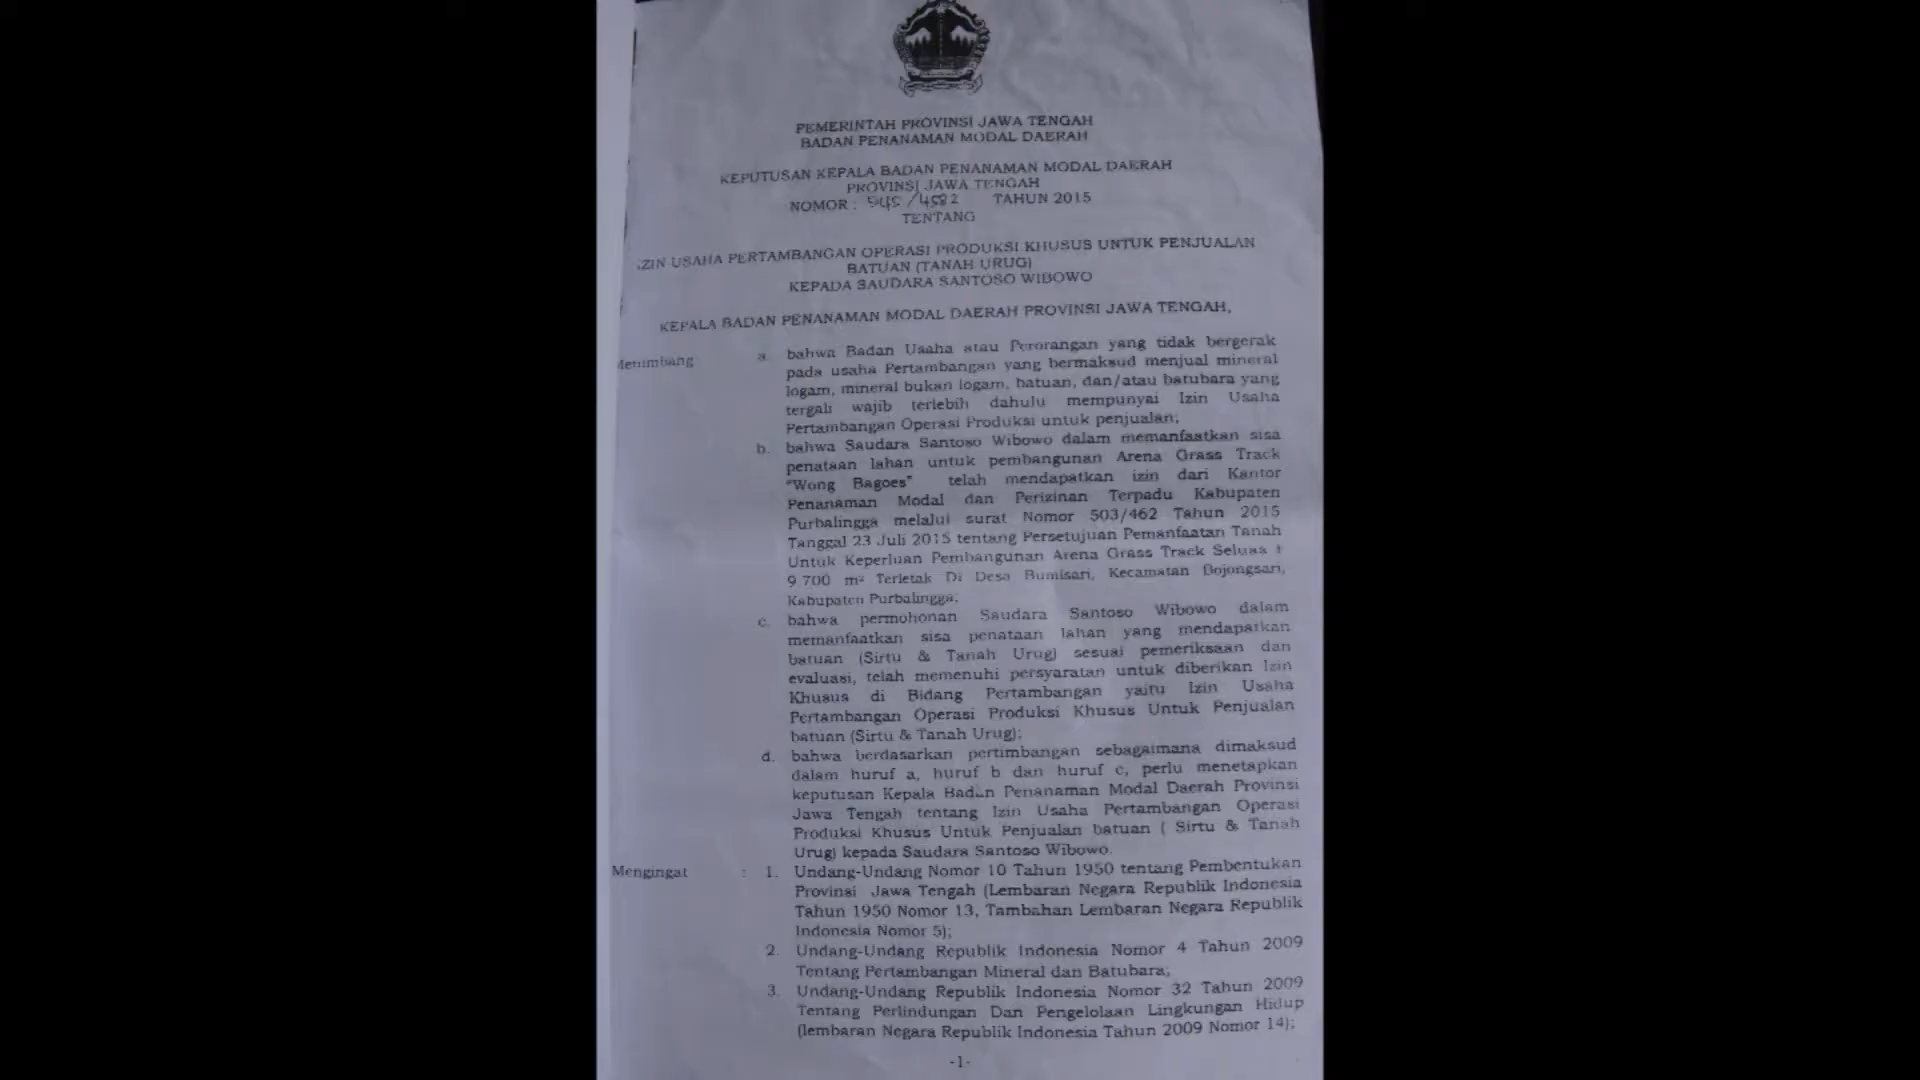 PEMERINTAH PROVINSI JAWA TENGAH
BADAN PENANAMAN MODAL DAERAH
KEPUTUSAN KEPALA BADAN PENANAMAN MODAL DAERAH
PROVINSI JAWA TENGAH
NOMOR : 545/4582 TAHUN 2015
TENTANG
IZIN USAHA PERTAMBANGAN OPERASI PRODUKSI KHUSUS UNTUK PENJUALAN
BATUAN (TANAH URUG)
KEPADA SAUDARA SANTOSO WIBOWO
KEPALA BADAN PENANAMAN MODAL DAERAH PROVINSI JAWA TENGAH,
Menimbang a. bahwa Badan Usaha atau Perorangan yang tidak bergerak
pada usaha Pertambangan yang bermaksud menjual mineral
logam, mineral bukan logam, batuan, dan/atau batubara yang
tergali wajib terlebih dahulu mempunyai Izin Usaha
Pertambangan Operasi Produksi untuk penjualan;
b. bahwa Saudara Santoso Wibowo dalam memanfaatkan sisa
penataan lahan untuk pembangunan Arena Grass Track
"Wong Bagoes" telah mendapatkan izin dari Kantor
Penanaman Modal dan Perizinan Terpadu Kabupaten
Purbalingga melalui surat Nomor 503/462 Tahun 2015
Tanggal 23 Juli 2015 tentang Persetujuan Pemanfaatan Tanah
Untuk Keperluan Pembangunan Arena Grass Track Seluas ±
9.700 m² Terletak Di Desa Bumisari, Kecamatan Bojongsari,
Kabupaten Purbalingga;
c. bahwa permohonan Saudara Santoso Wibowo dalam
memanfaatkan sisa penataan lahan yang mendapatkan
batuan (Sirtu & Tanah Urug) sesuai pemeriksaan dan
evaluasi, telah memenuhi persyaratan untuk diberikan Izin
Khusus di Bidang Pertambangan yaitu Izin Usaha
Pertambangan Operasi Produksi Khusus Untuk Penjualan
batuan (Sirtu & Tanah Urug);
d. bahwa berdasarkan pertimbangan sebagaimana dimaksud
dalam huruf a, huruf b dan huruf c, perlu menetapkan
keputusan Kepala Badan Penanaman Modal Daerah Provinsi
Jawa Tengah tentang Izin Usaha Pertambangan Operasi
Produksi Khusus Untuk Penjualan batuan ( Sirtu & Tanah
Urug) kepada Saudara Santoso Wibowo.
Mengingat : 1. Undang-Undang Nomor 10 Tahun 1950 tentang Pembentukan
Provinsi Jawa Tengah (Lembaran Negara Republik Indonesia
Tahun 1950 Nomor 13, Tambahan Lembaran Negara Republik
Indonesia Nomor 5);
2. Undang-Undang Republik Indonesia Nomor 4 Tahun 2009
Tentang Pertambangan Mineral dan Batubara;
3. Undang-Undang Republik Indonesia Nomor 32 Tahun 2009
Tentang Perlindungan Dan Pengelolaan Lingkungan Hidup
(lembaran Negara Republik Indonesia Tahun 2009 Nomor 14);
-1-